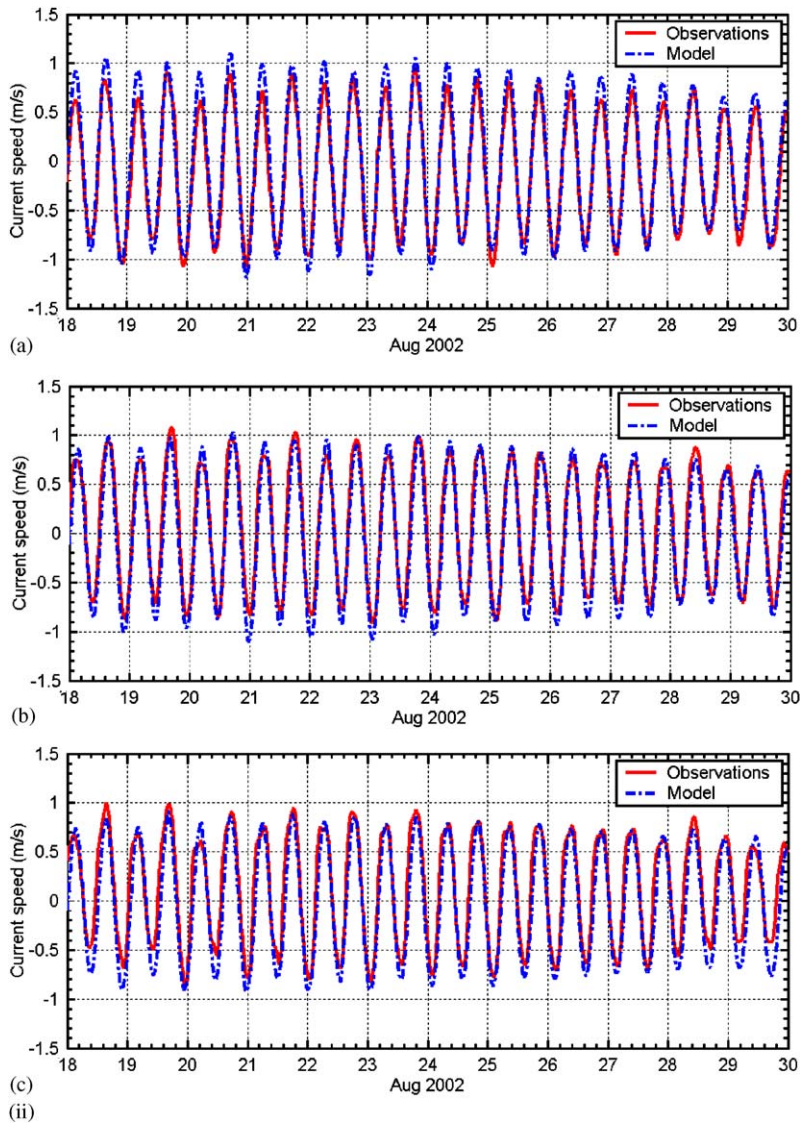 1.5
1
0.5
0
-0.5
-1
-1.5
Current speed (m/s)
Observations
Model
18 19 20 21 22 23 24 25 26 27 28 29 30
Aug 2002
(a)
1.5
1
0.5
0
-0.5
-1
-1.5
Current speed (m/s)
Observations
Model
18 19 20 21 22 23 24 25 26 27 28 29 30
Aug 2002
(b)
1.5
1
0.5
0
-0.5
-1
-1.5
Current speed (m/s)
Observations
Model
18 19 20 21 22 23 24 25 26 27 28 29 30
Aug 2002
(c)
(ii)